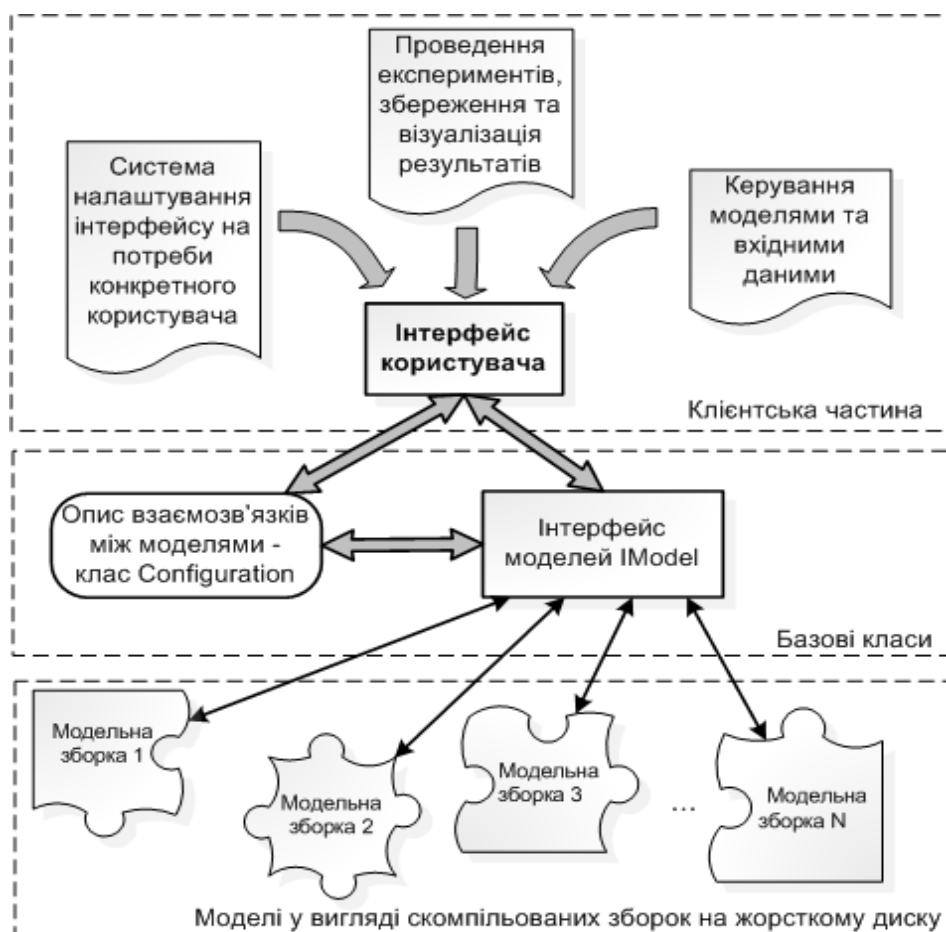 Проведення
експериментів,
збереження та
візуалізація
результатів
Система
налаштування
інтерфейсу на
потреби
конкретного
користувача
Керування
моделями та
вхідними
даними
Інтерфейс
користувача
Клієнтська частина
Опис взаємозв'язків
між моделями -
клас Configuration
Інтерфейс
моделей IModel
Базові класи
Модельна
зборка 1
Модельна
зборка 2
Модельна
зборка 3
...
Модельна
зборка N
Моделі у вигляді скомпільованих зборок на жорсткому диску